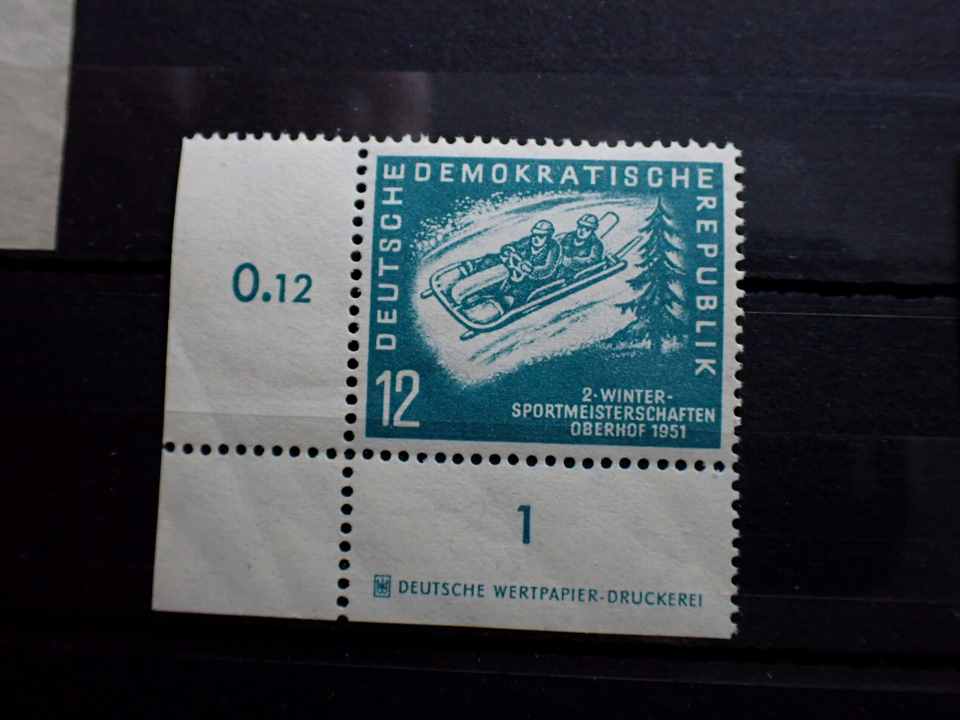 DEUTSCHE DEMOKRATISCHE REPUBLIK
0.12
12
2·WINTER-
SPORTMEISTERSCHAFTEN
OBERHOF 1951
1
DEUTSCHE WERTPAPIER-DRUCKEREI